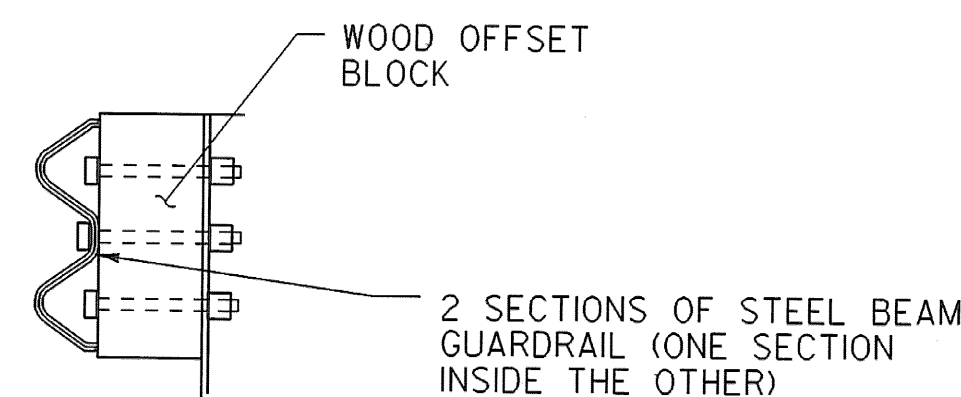 WOOD OFFSET
BLOCK
2 SECTIONS OF STEEL BEAM
GUARDRAIL (ONE SECTION
INSIDE THE OTHER)